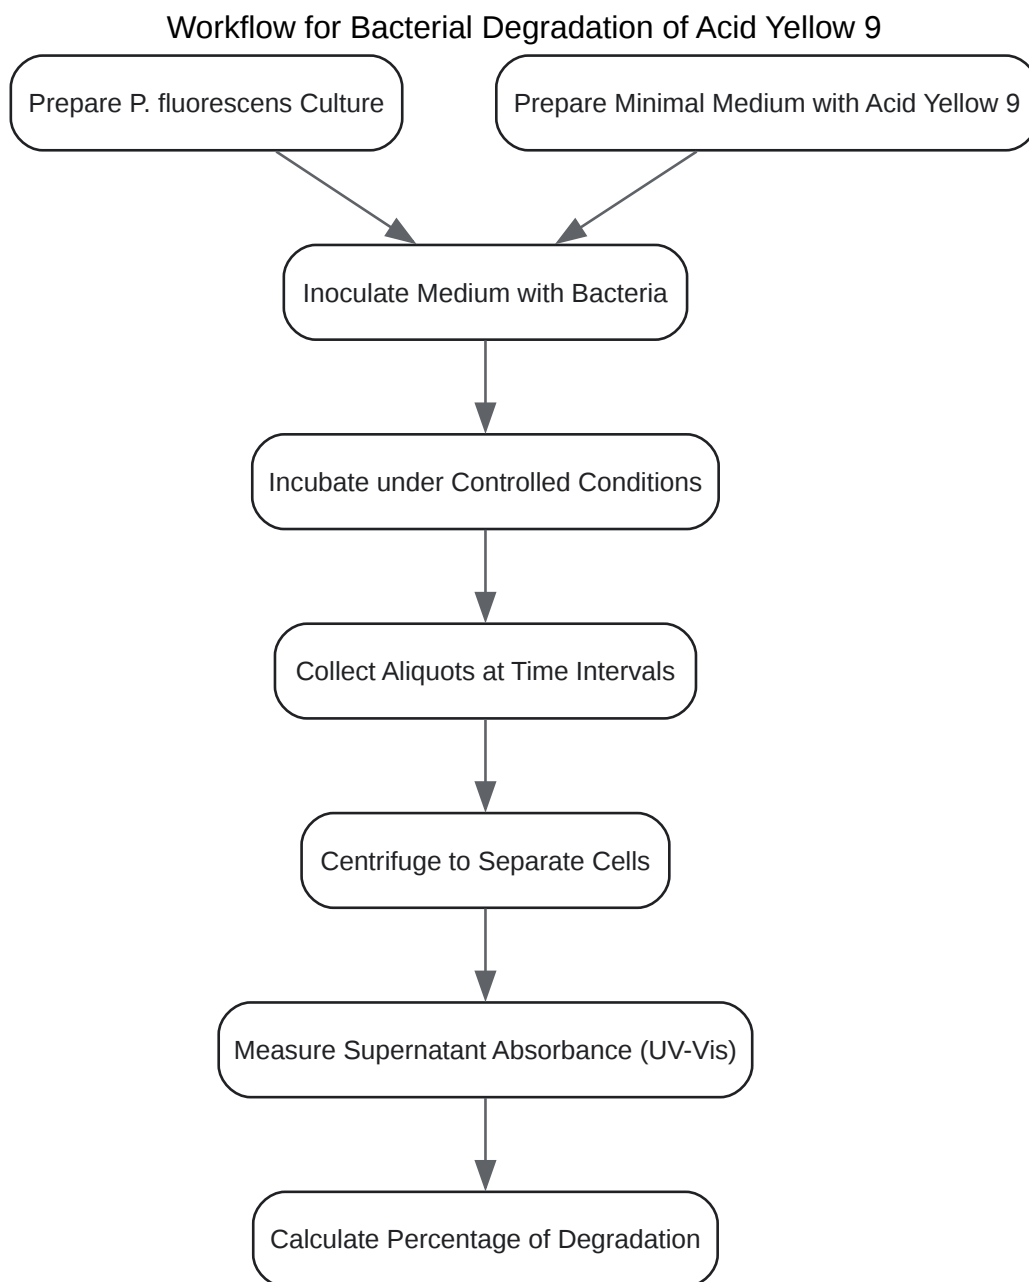 Workflow for Bacterial Degradation of Acid Yellow 9
Prepare P. fluorescens Culture
Prepare Minimal Medium with Acid Yellow 9
Inoculate Medium with Bacteria
Incubate under Controlled Conditions
Collect Aliquots at Time Intervals
Centrifuge to Separate Cells
Measure Supernatant Absorbance (UV-Vis)
Calculate Percentage of Degradation